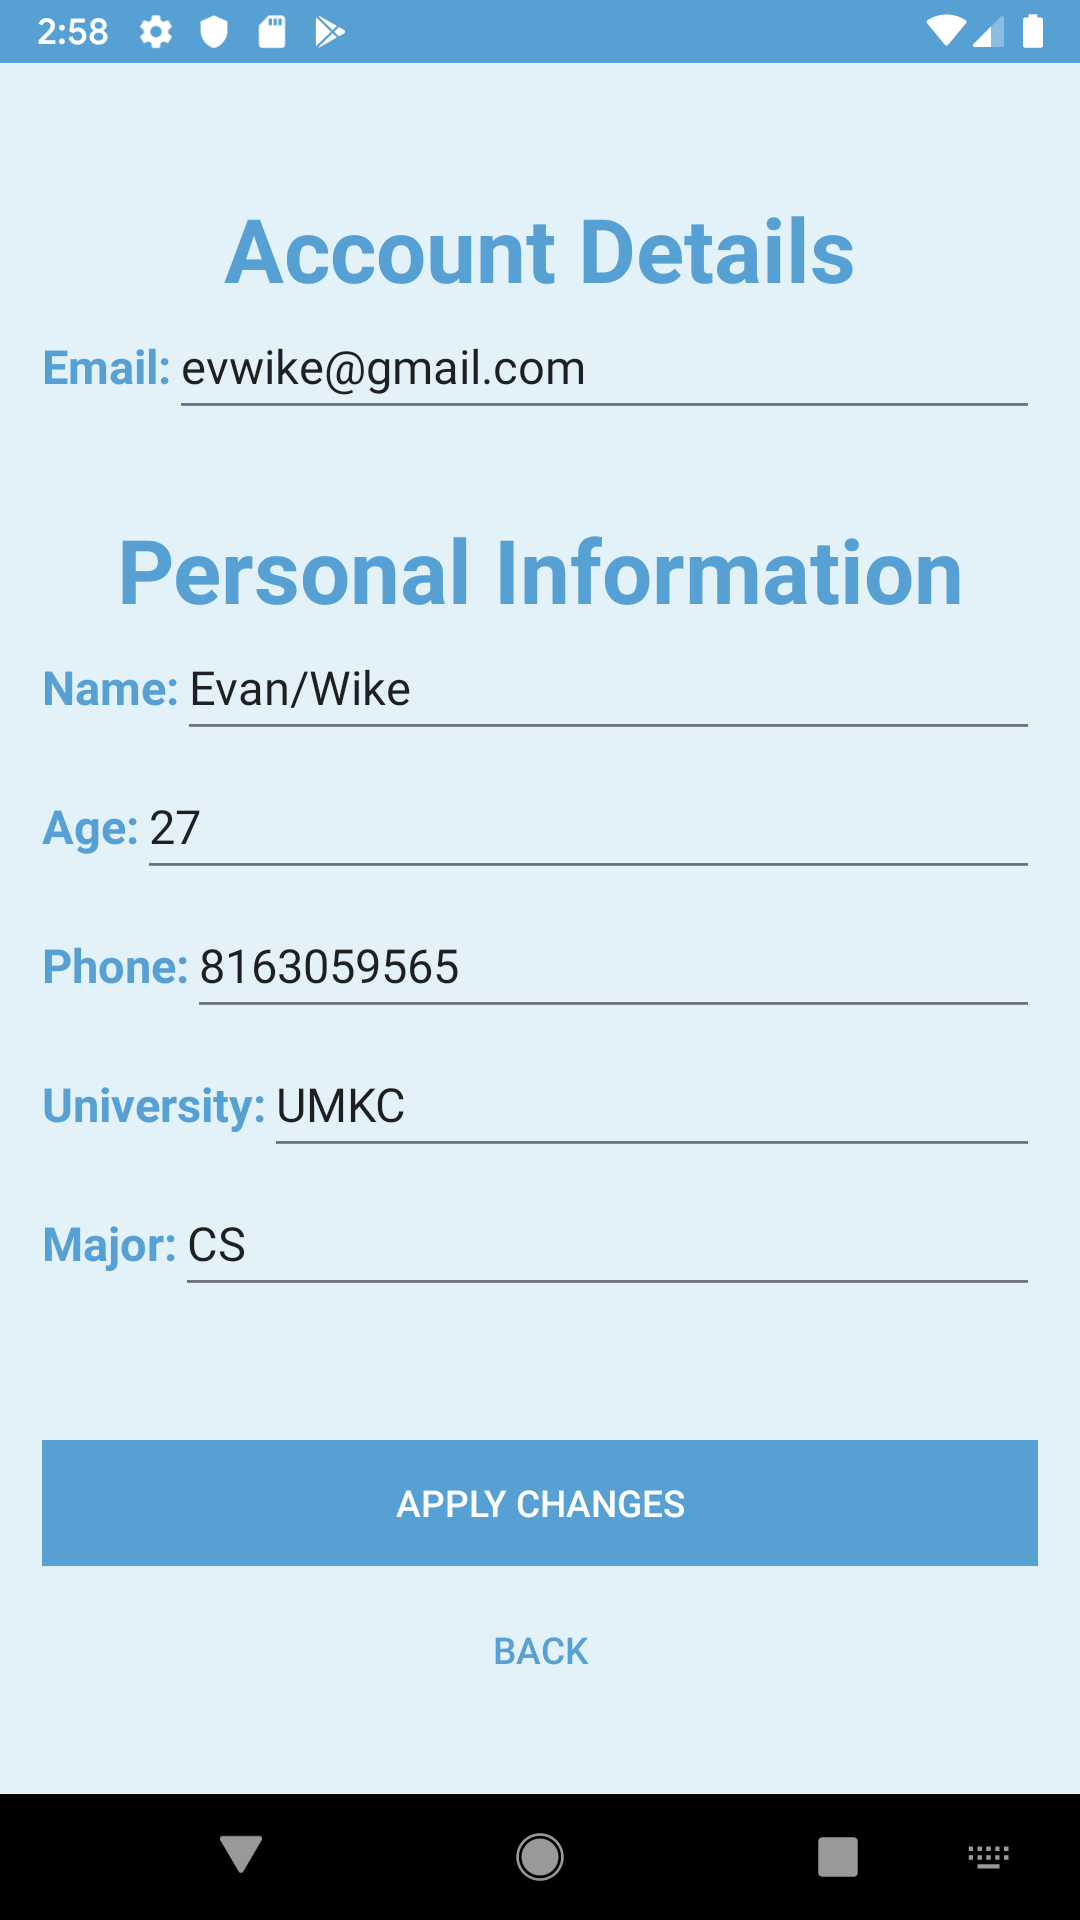 2:58
Account Details
Email: evwike@gmail.com
Personal Information
Name: Evan/Wike
Age: 27
Phone: 8163059565
University: UMKC
Major: CS
APPLY CHANGES
BACK